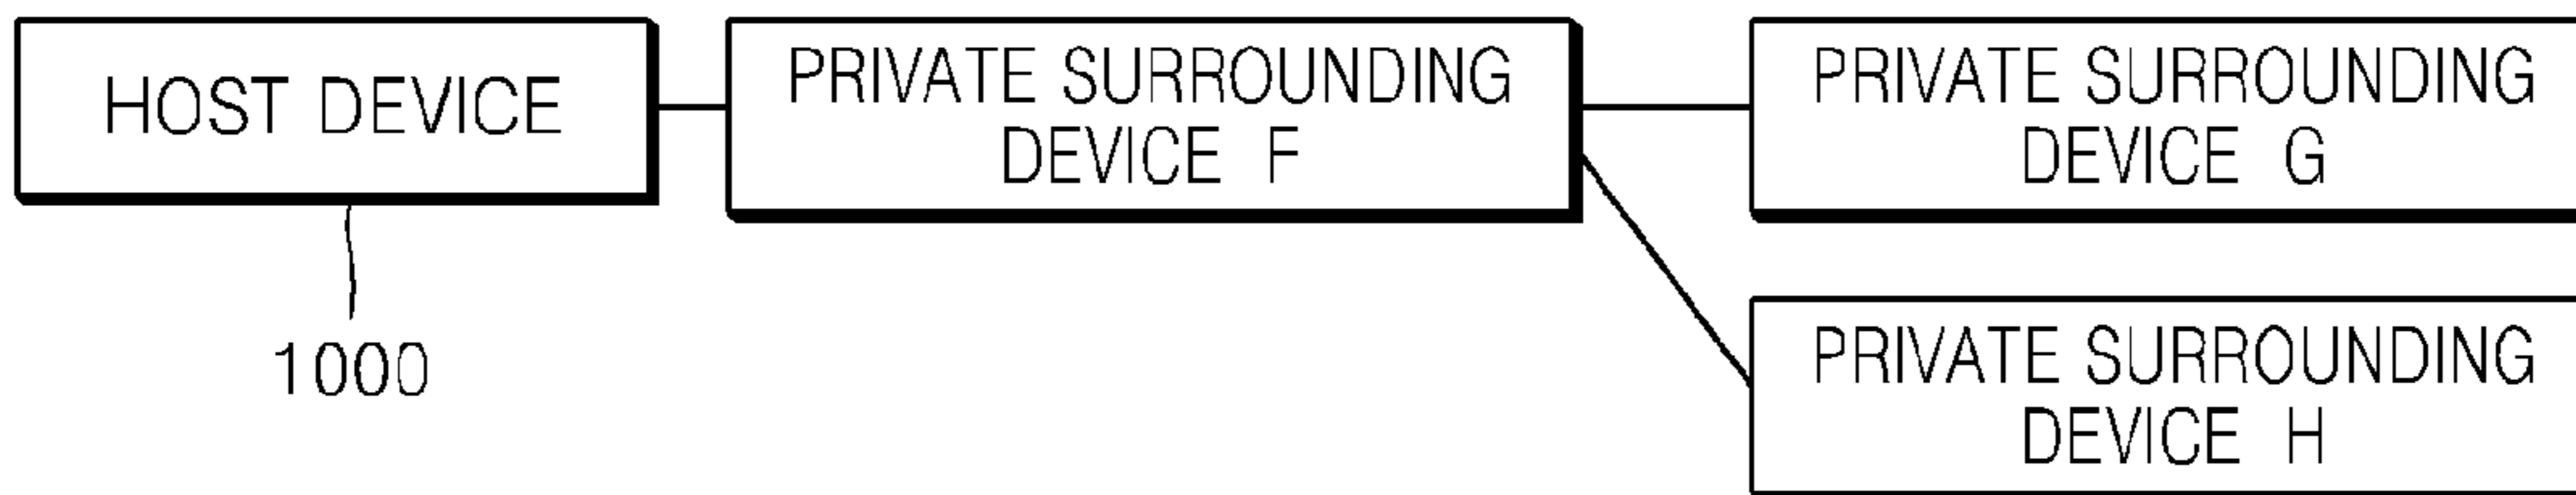 HOST DEVICE
1000
PRIVATE SURROUNDING
DEVICE F
PRIVATE SURROUNDING
DEVICE G
PRIVATE SURROUNDING
DEVICE H